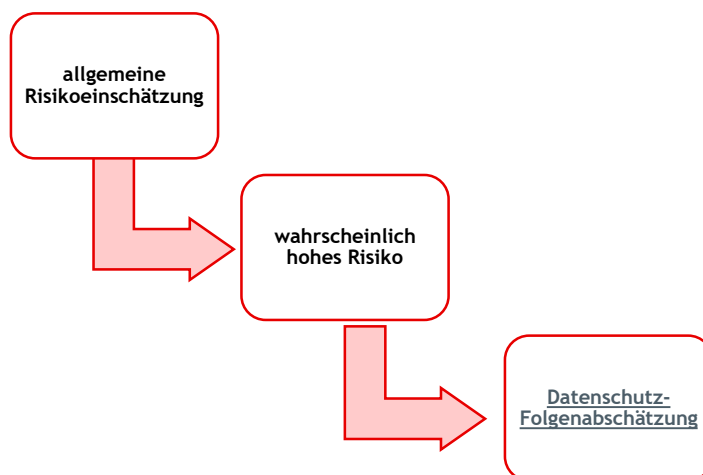 allgemeine
Risikoeinschätzung
wahrscheinlich
hohes Risiko
Datenschutz-
Folgenabschätzung